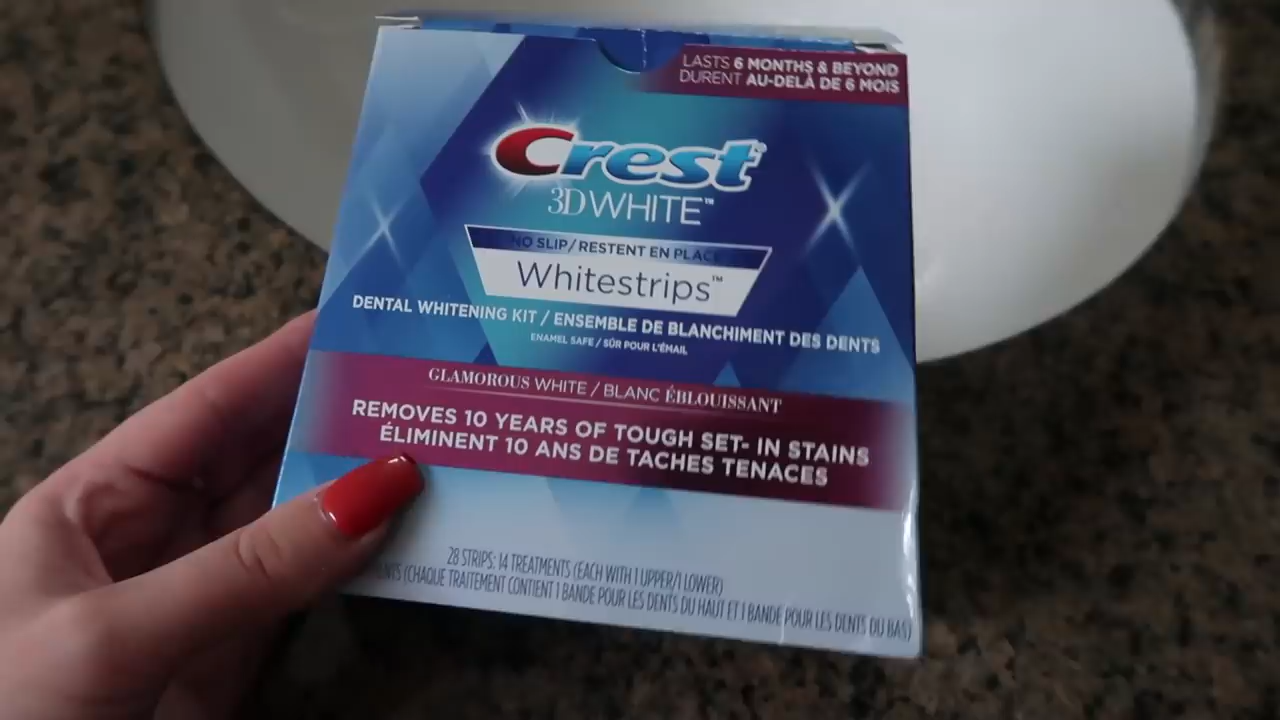 LASTS 6 MONTHS & BEYOND
DURENT AU-DELÀ DE 6 MOIS
Crest™
3D WHITE™
NO SLIP / RESTENT EN PLACE
Whitestrips™
DENTAL WHITENING KIT / ENSEMBLE DE BLANCHIMENT DES DENTS
ENAMEL SAFE / SÛR POUR L'ÉMAIL
GLAMOROUS WHITE / BLANC ÉBLOUISSANT
REMOVES 10 YEARS OF TOUGH SET- IN STAINS
ÉLIMINENT 10 ANS DE TACHES TENACES
28 STRIPS: 14 TREATMENTS (EACH WITH 1 UPPER/1 LOWER)
(CHAQUE TRAITEMENT CONTIENT 1 BANDE POUR LES DENTS DU HAUT ET 1 BANDE POUR LES DENTS DU BAS)